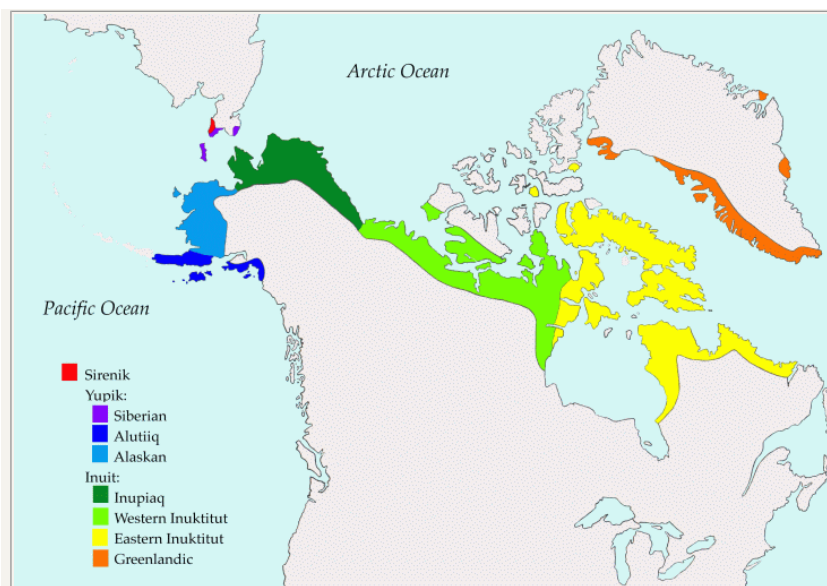 Arctic Ocean
Pacific Ocean
Sirenik
Yupik:
Siberian
Alutiiq
Alaskan
Inuit:
Inupiaq
Western Inuktitut
Eastern Inuktitut
Greenlandic